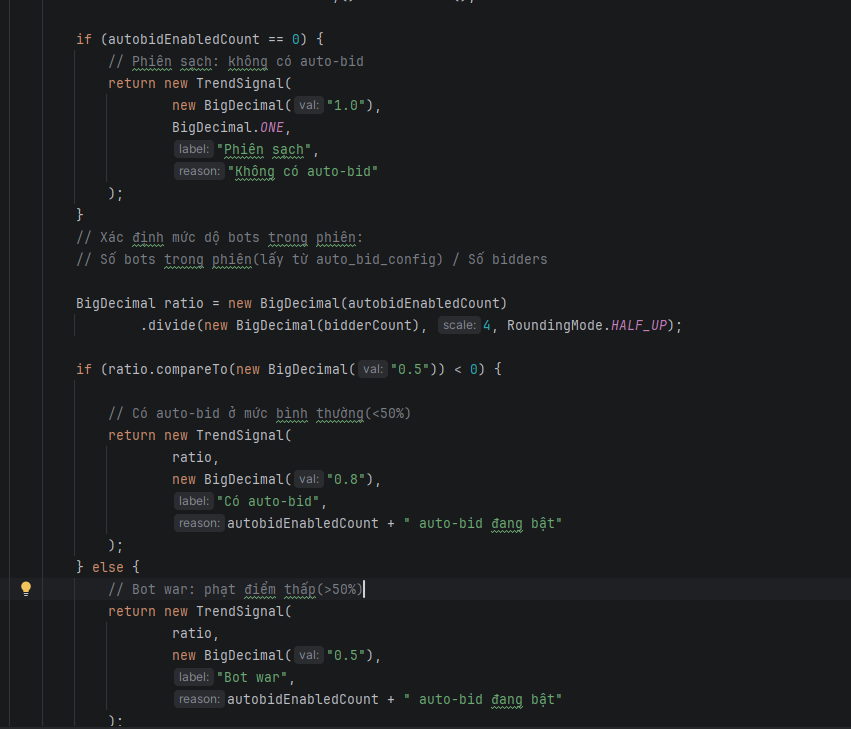 if (autobidEnabledCount == 0) {
// Phiên sạch: không có auto-bid
return new TrendSignal(
new BigDecimal( val: "1.0"),
BigDecimal.ONE,
label: "Phiên sạch",
reason: "Không có auto-bid"
);
}
// Xác định mức dộ bots trong phiên:
// Số bots trong phiên(lấy từ auto_bid_config) / Số bidders
BigDecimal ratio = new BigDecimal(autobidEnabledCount)
.divide(new BigDecimal(bidderCount), scale: 4, RoundingMode.HALF_UP);
if (ratio.compareTo(new BigDecimal( val: "0.5")) < 0) {
// Có auto-bid ở mức bình thường(<50%)
return new TrendSignal(
ratio,
new BigDecimal( val: "0.8"),
label: "Có auto-bid",
reason: autobidEnabledCount + " auto-bid đang bật"
);
} else {
// Bot war: phạt điểm thấp(>50%)
return new TrendSignal(
ratio,
new BigDecimal( val: "0.5"),
label: "Bot war",
reason: autobidEnabledCount + " auto-bid đang bật"
);